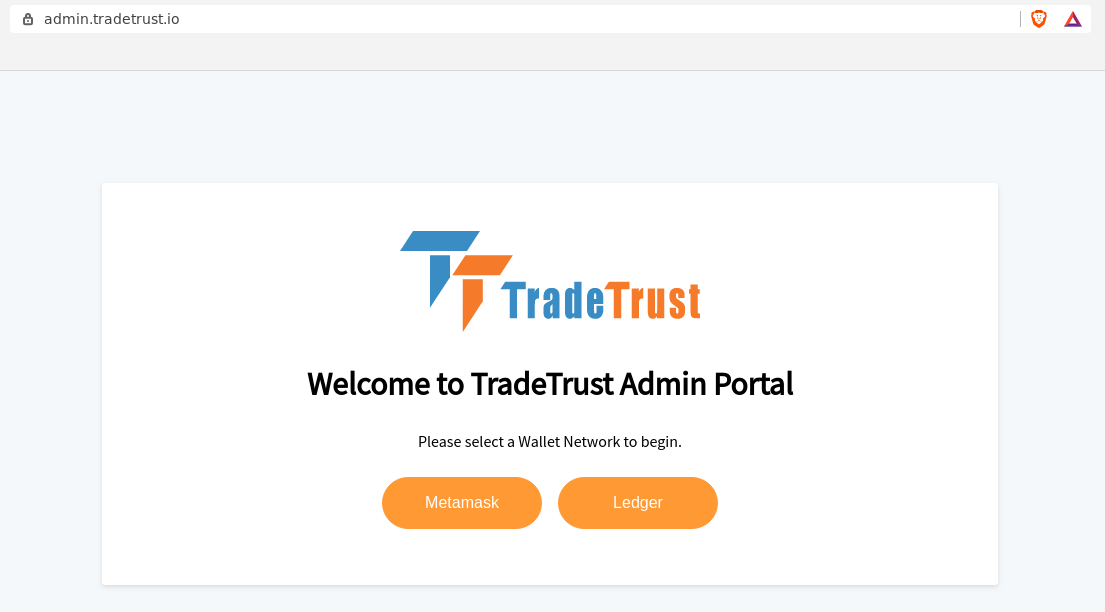 admin.tradetrust.io
TradeTrust
Welcome to TradeTrust Admin Portal
Please select a Wallet Network to begin.
Metamask Ledger